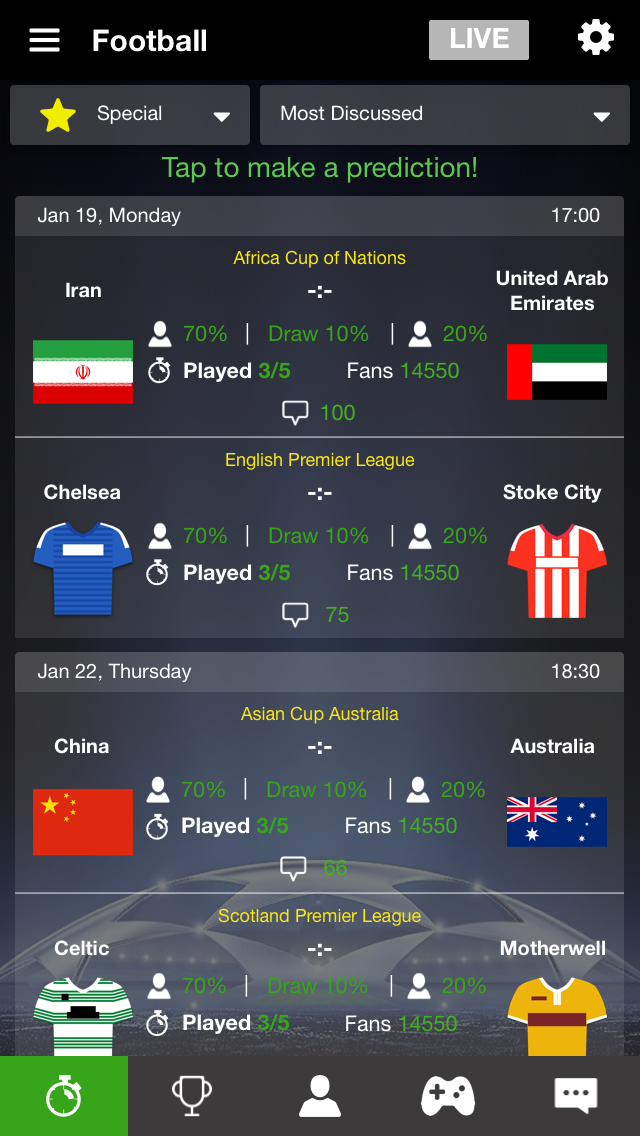 Football
LIVE
Special
Most Discussed
Tap to make a prediction!
Jan 19, Monday 17:00
Africa Cup of Nations
Iran -:- United Arab
Emirates
70% | Draw 10% | 20%
Played 3/5 Fans 14550
100
English Premier League
Chelsea -:- Stoke City
70% | Draw 10% | 20%
Played 3/5 Fans 14550
75
Jan 22, Thursday 18:30
Asian Cup Australia
China -:- Australia
70% | Draw 10% | 20%
Played 3/5 Fans 14550
66
Scotland Premier League
Celtic -:- Motherwell
70% | Draw 10% | 20%
Played 3/5 Fans 14550